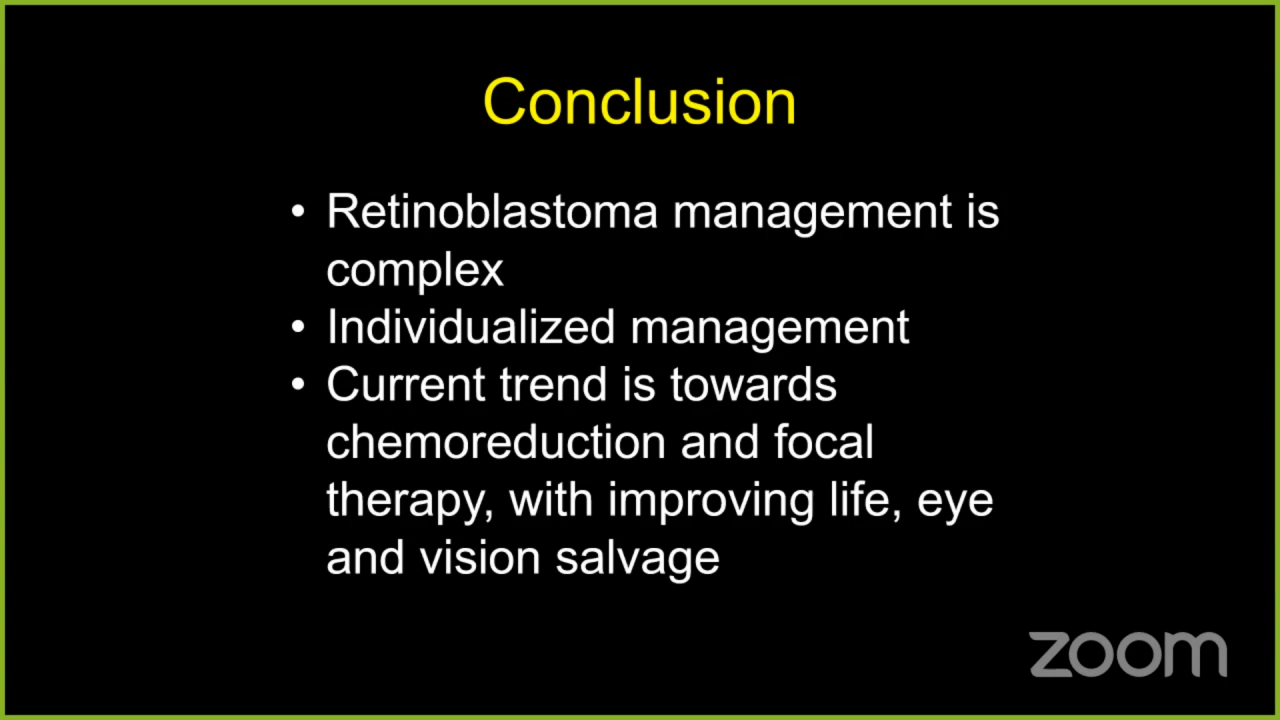 Conclusion
• Retinoblastoma management is
complex
• Individualized management
• Current trend is towards
chemoreduction and focal
therapy, with improving life, eye
and vision salvage
zoom